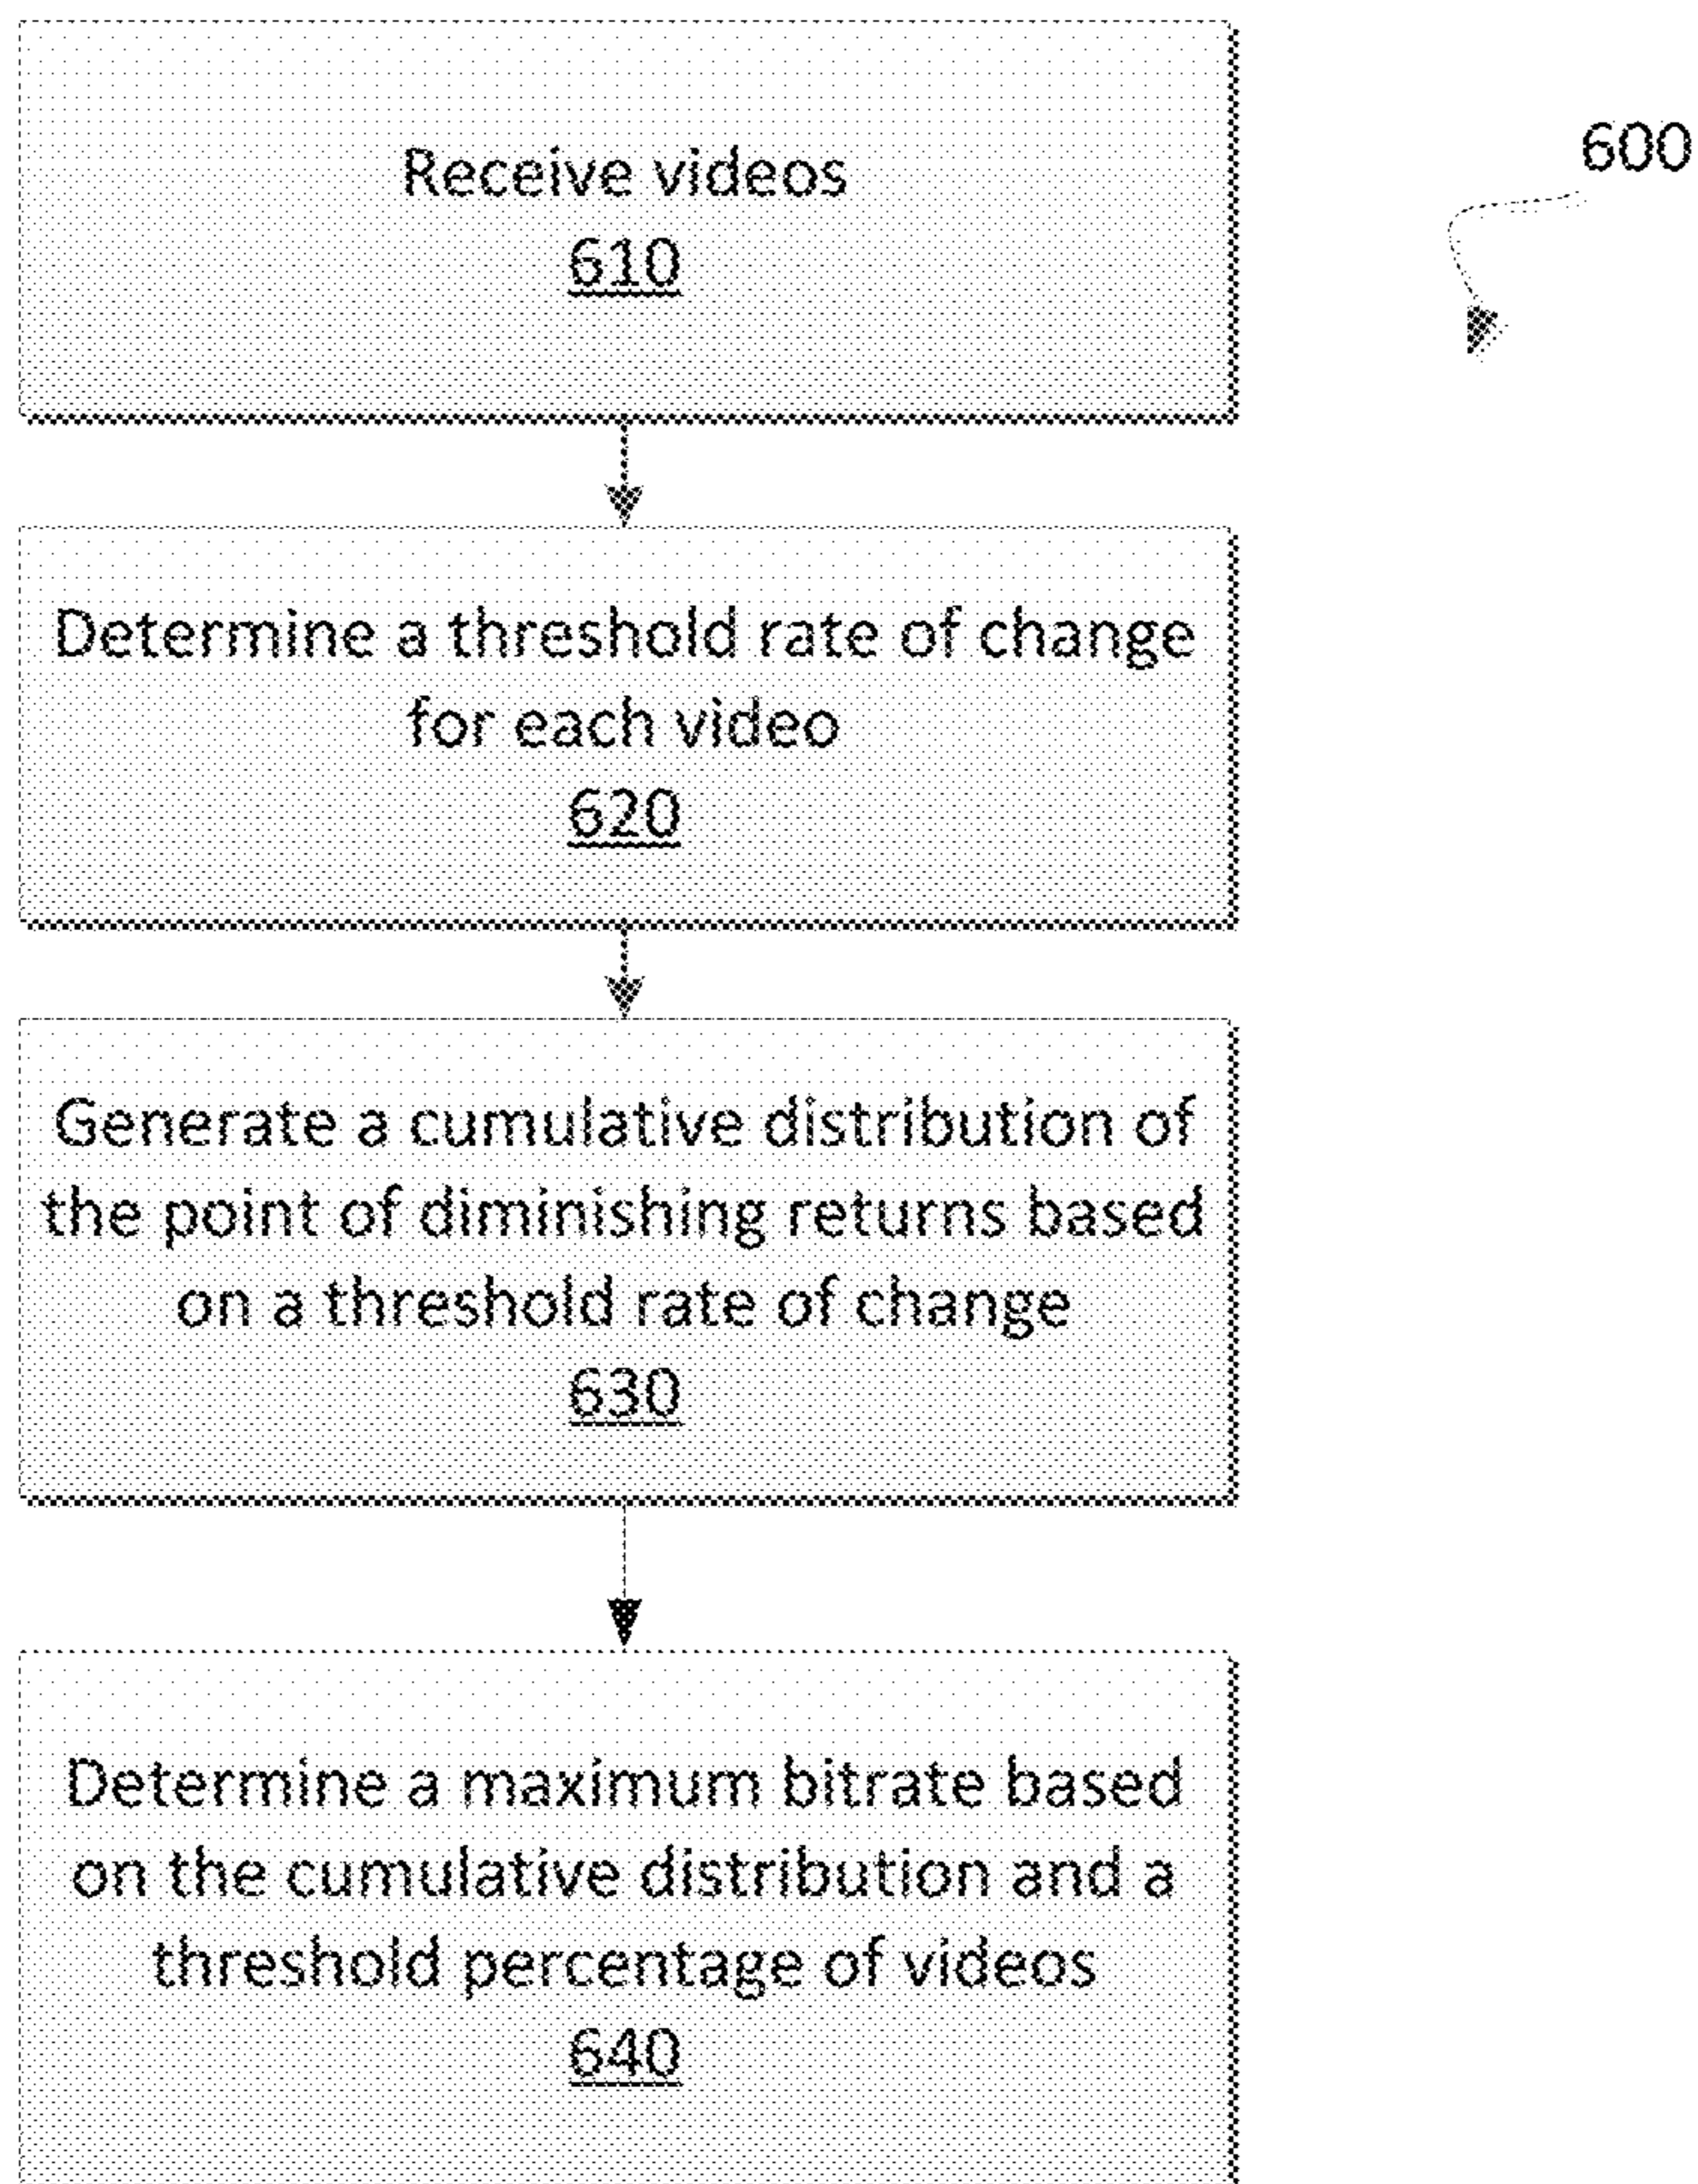 Receive videos
610
600
Determine a threshold rate of change
for each video
620
Generate a cumulative distribution of
the point of diminishing returns based
on a threshold rate of change
630
Determine a maximum bitrate based
on the cumulative distribution and a
threshold percentage of videos
640